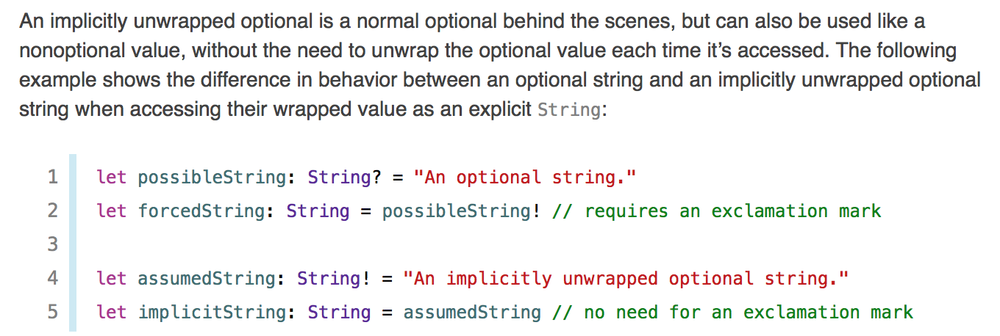 An implicitly unwrapped optional is a normal optional behind the scenes, but can also be used like a
nonoptional value, without the need to unwrap the optional value each time it’s accessed. The following
example shows the difference in behavior between an optional string and an implicitly unwrapped optional
string when accessing their wrapped value as an explicit String:
1 let possibleString: String? = "An optional string."
2 let forcedString: String = possibleString! // requires an exclamation mark
3
4 let assumedString: String! = "An implicitly unwrapped optional string."
5 let implicitString: String = assumedString // no need for an exclamation mark